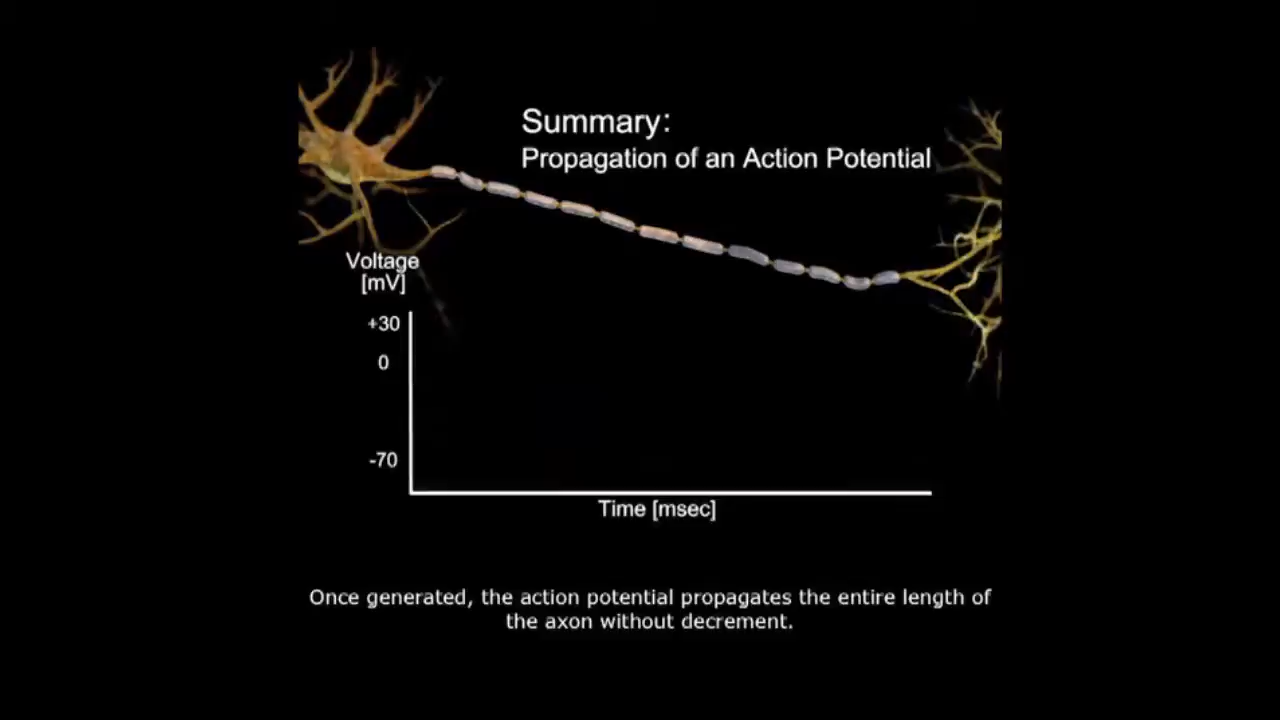 Summary:
Propagation of an Action Potential
Voltage
[mV]
+30
0
-70
Time [msec]
Once generated, the action potential propagates the entire length of
the axon without decrement.